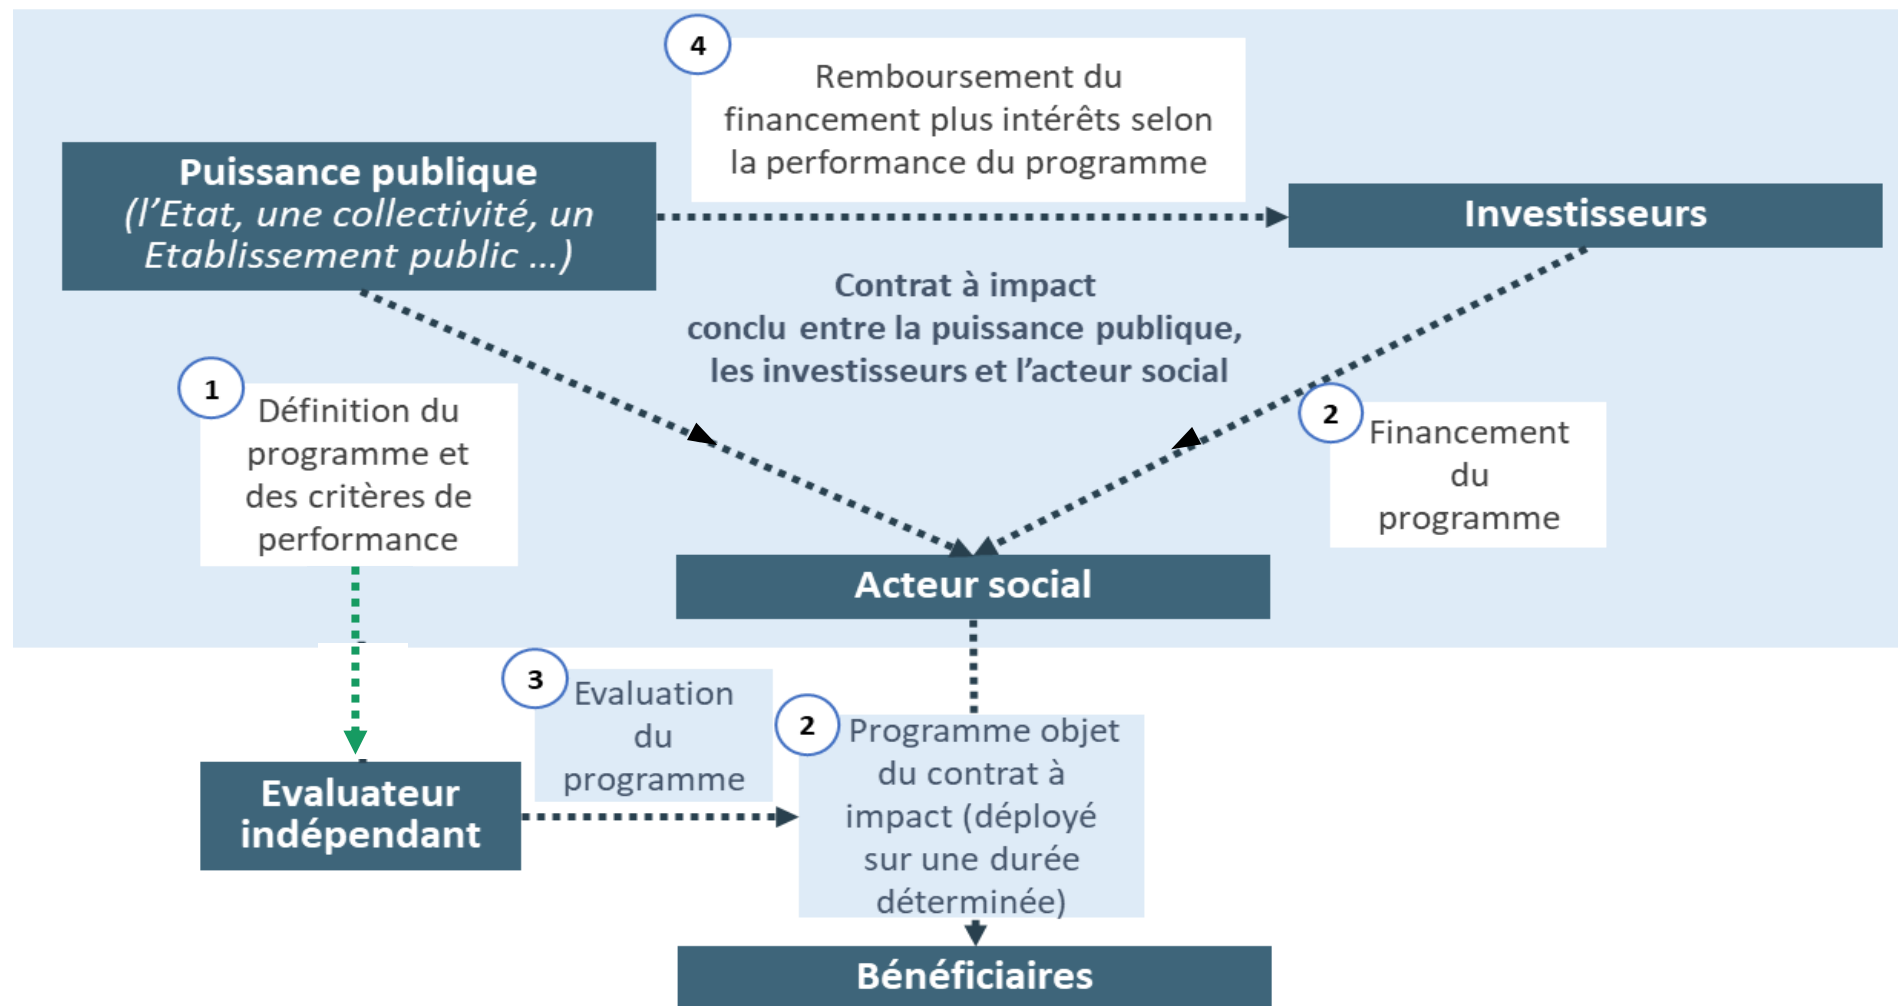 4
Remboursement du
financement plus intérêts selon
la performance du programme
Puissance publique
(l’Etat, une collectivité, un
Etablissement public …)
Investisseurs
Contrat à impact
conclu entre la puissance publique,
les investisseurs et l’acteur social
1
Définition du
programme et
des critères de
performance
2
Financement
du
programme
Acteur social
3
Evaluation
du
programme
2
Programme objet
du contrat à
impact (déployé
sur une durée
déterminée)
Evaluateur
indépendant
Bénéficiaires